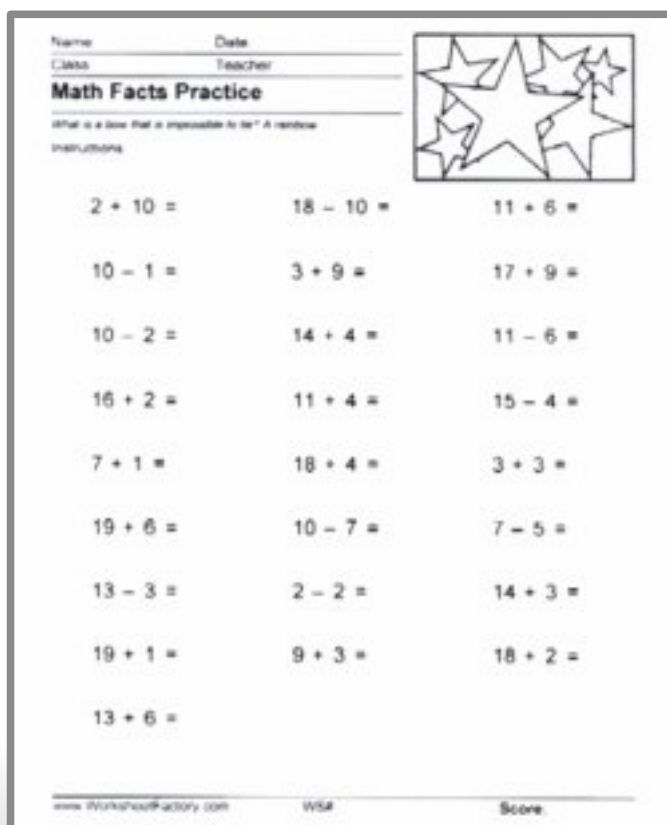 Name Date
Class Teacher
Math Facts Practice
What is a bow that is impossible to tie? A rainbow
Instructions
2 + 10 = 18 - 10 = 11 + 6 =
10 - 1 = 3 + 9 = 17 + 9 =
10 - 2 = 14 + 4 = 11 - 6 =
16 + 2 = 11 + 4 = 15 - 4 =
7 + 1 = 18 + 4 = 3 + 3 =
19 + 6 = 10 - 7 = 7 - 5 =
13 - 3 = 2 - 2 = 14 + 3 =
19 + 1 = 9 + 3 = 18 + 2 =
13 + 6 =
www.WorksheetFactory.com WS# Score: